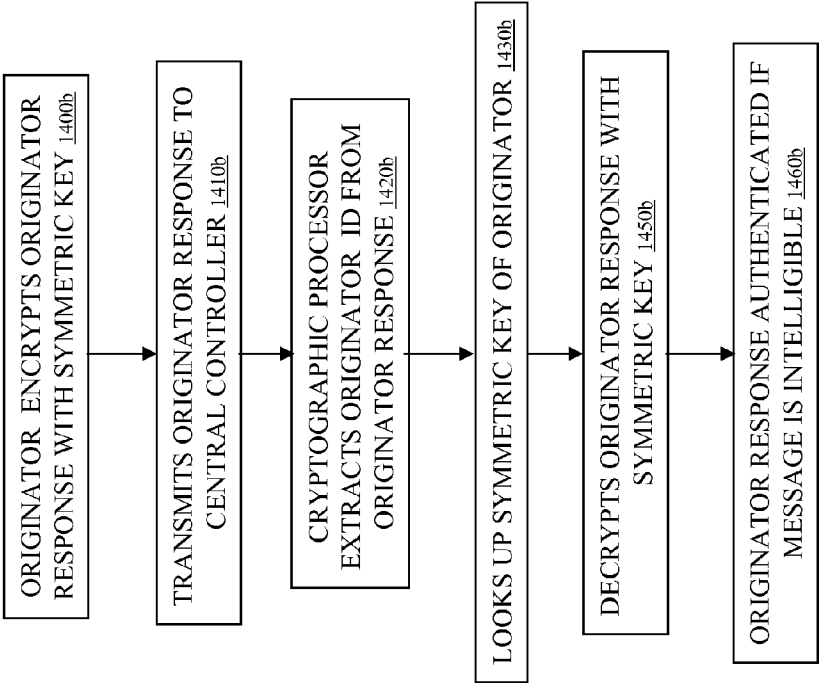 ORIGINATOR ENCRYPTS ORIGINATOR
RESPONSE WITH SYMMETRIC KEY 1400b
TRANSMITS ORIGINATOR RESPONSE TO
CENTRAL CONTROLLER 1410b
CRYPTOGRAPHIC PROCESSOR
EXTRACTS ORIGINATOR ID FROM
ORIGINATOR RESPONSE 1420b
LOOKS UP SYMMETRIC KEY OF ORIGINATOR 1430b
DECRYPTS ORIGINATOR RESPONSE WITH
SYMMETRIC KEY 1450b
ORIGINATOR RESPONSE AUTHENTICATED IF
MESSAGE IS INTELLIGIBLE 1460b